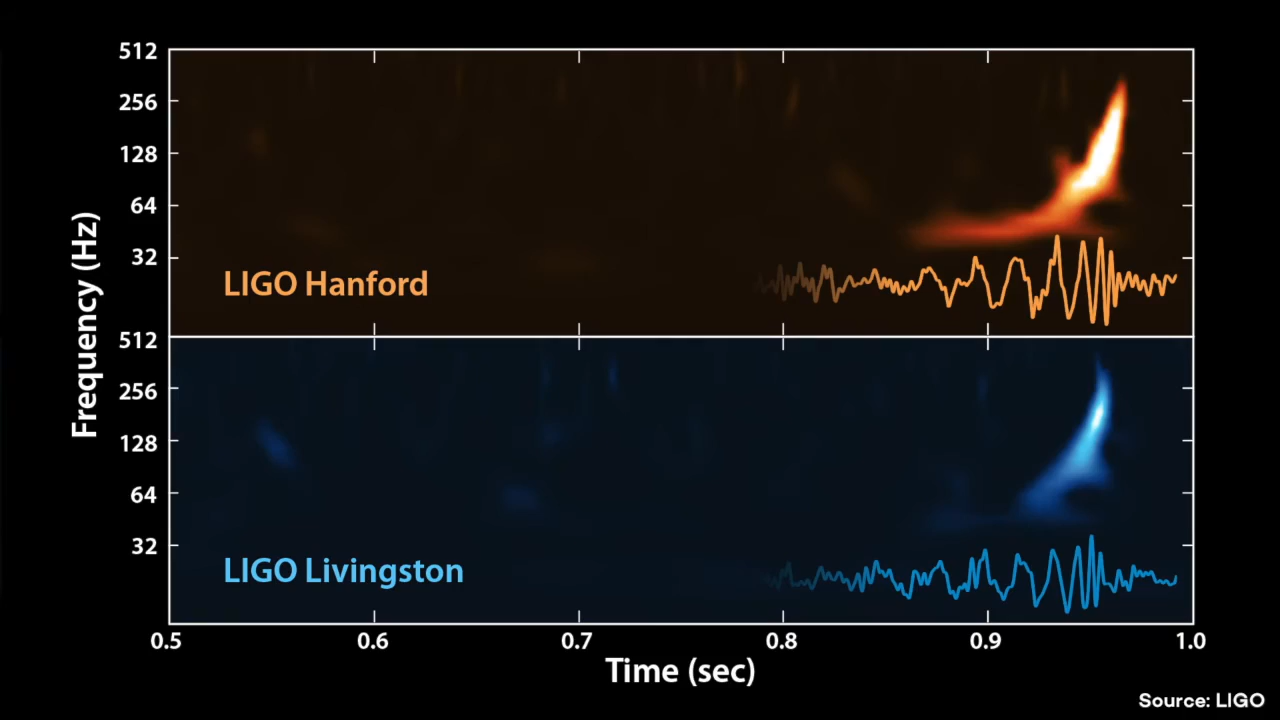 512
256
128
64
32
LIGO Hanford
Frequency (Hz)
512
256
128
64
32
LIGO Livingston
0.5 0.6 0.7 0.8 0.9 1.0
Time (sec)
Source: LIGO